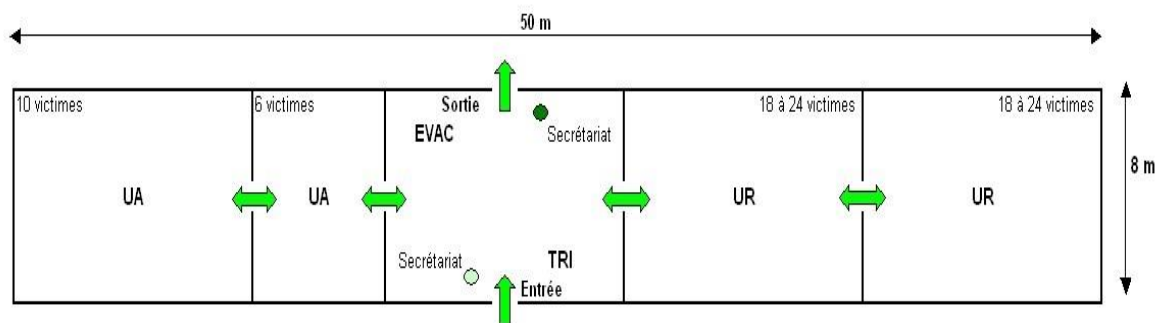 50 m
10 victimes
6 victimes
Sortie
18 à 24 victimes
18 à 24 victimes
EVAC
Secrétariat
8 m
UA
UA
UR
UR
Secrétariat
TRI
Entrée